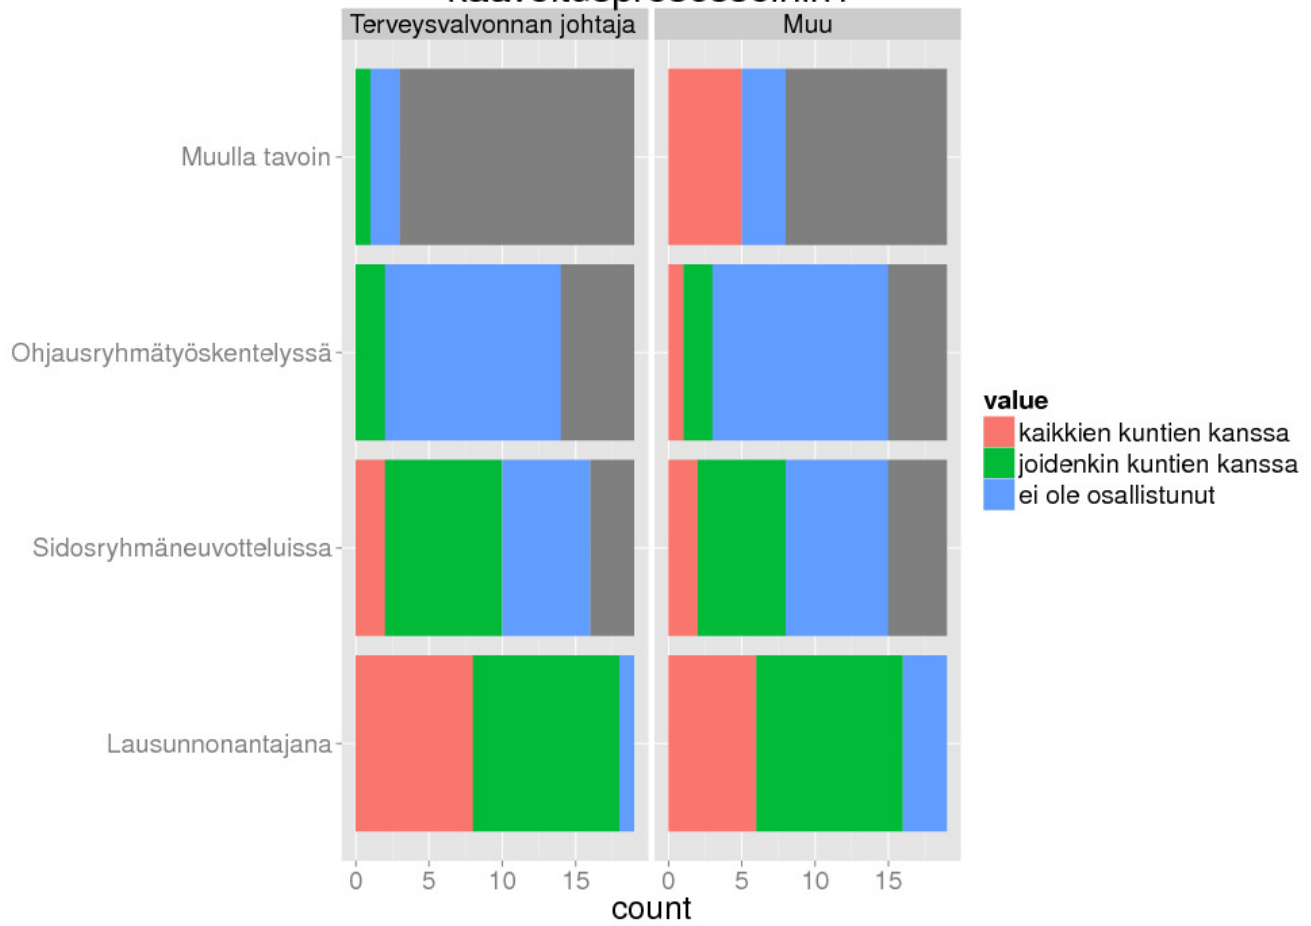 Terveysvalvonnan johtaja
Muu
Muulla tavoin
Ohjausryhmätyöskentelyssä
Sidosryhmäneuvotteluissa
Lausunnonantajana
0 5 10 15
0 5 10 15
count
value
kaikkien kuntien kanssa
joidenkin kuntien kanssa
ei ole osallistunut